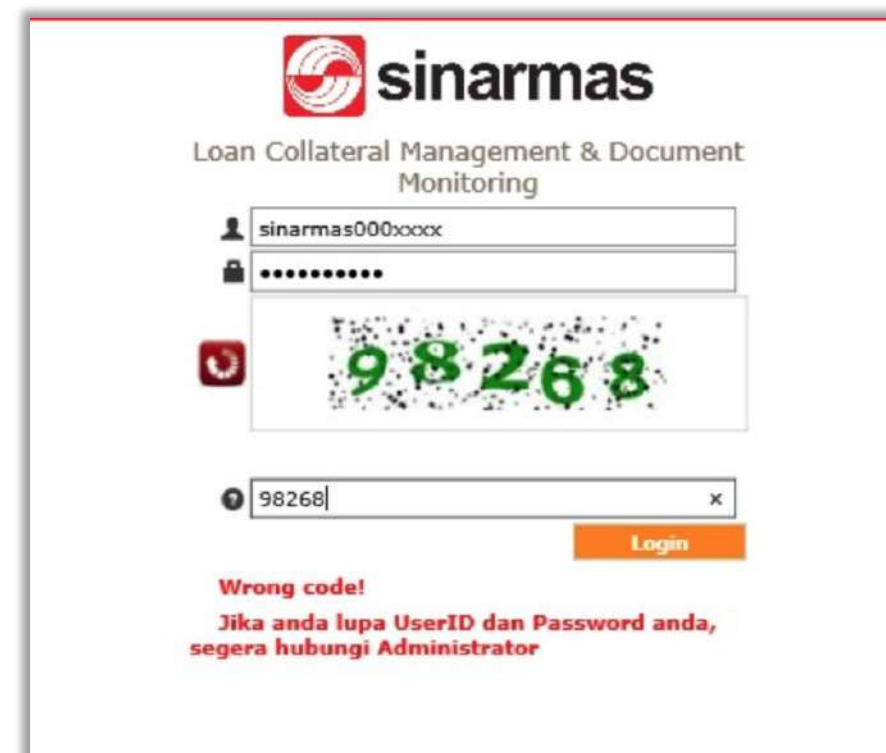 sinarmas
Loan Collateral Management & Document
Monitoring
sinarmas000xxxx
••••••••••
98268
98268
Login
Wrong code!
Jika anda lupa UserID dan Password anda,
segera hubungi Administrator